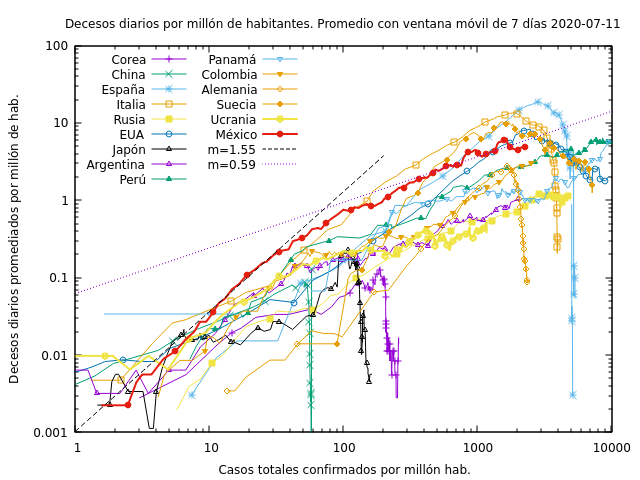 Decesos diarios por millón de habitantes. Promedio con ventana móvil de 7 días 2020-07-11
Decesos diarios promediados por millón de hab.
100
10
1
0.1
0.01
0.001
Corea
China
España
Italia
Rusia
EUA
Japón
Argentina
Perú
Panamá
Colombia
Alemania
Suecia
Ucrania
México
m=1.55
m=0.59
1
10
100
1000
10000
Casos totales confirmados por millón hab.